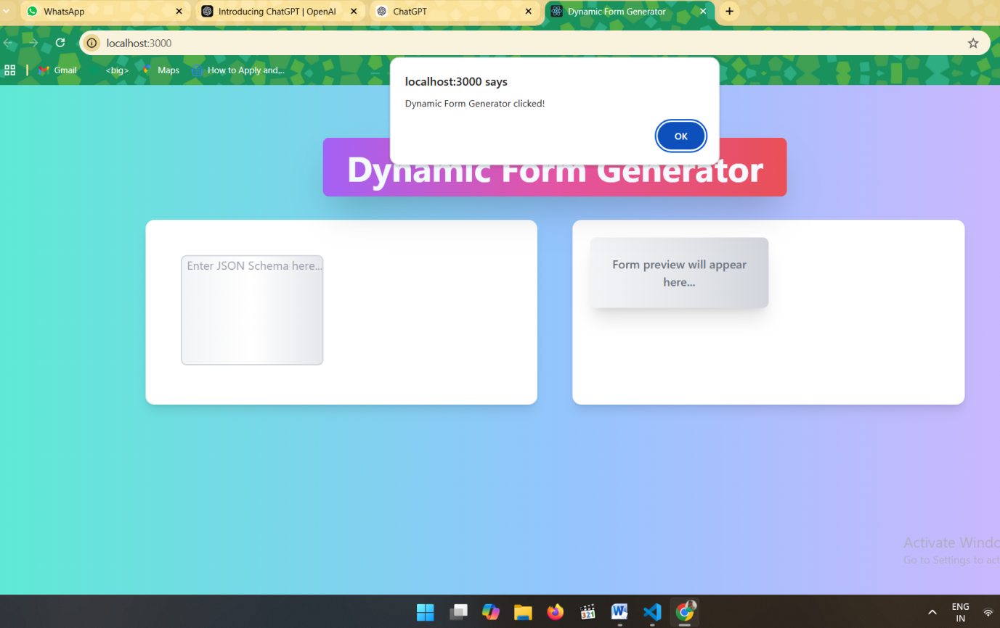 WhatsApp
Introducing ChatGPT | OpenAI
ChatGPT
Dynamic Form Generator
localhost:3000
Gmail
<big>
Maps
How to Apply and...
localhost:3000 says
Dynamic Form Generator clicked!
OK
Dynamic Form Generator
Enter JSON Schema here...
Form preview will appear
here...
Activate Windo
Go to Settings to act
321
ENG
IN